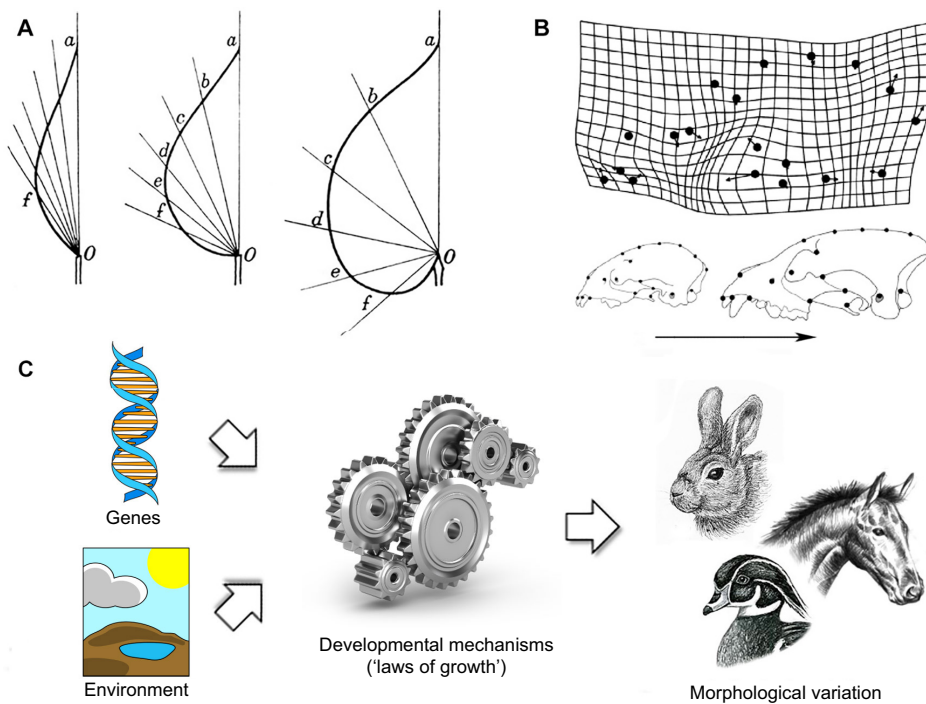 A
a
f
O
a
b
c
d
e
f
O
a
b
c
d
e
f
O
B
C
Genes
Environment
Developmental mechanisms
(‘laws of growth’)
Morphological variation